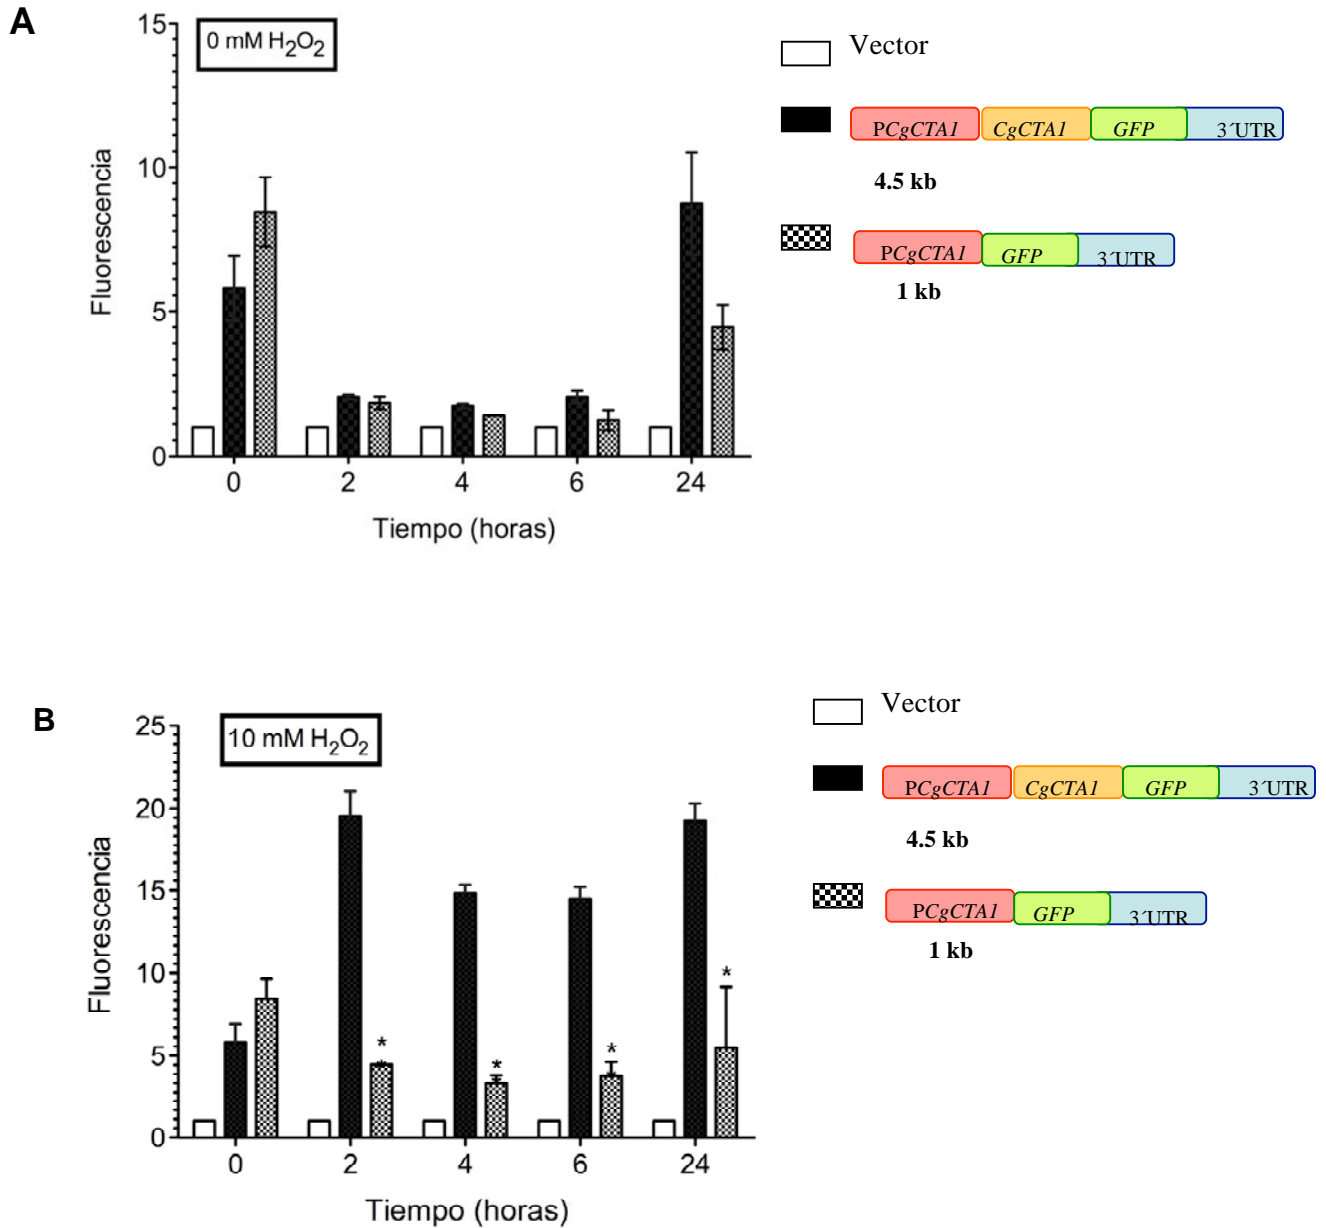 A
0 mM H2O2
Fluorescencia
15
10
5
0
0 2 4 6 24
Tiempo (horas)
Vector
PCgCTA1 CgCTA1 GFP 3´UTR
4.5 kb
PCgCTA1 GFP 3´UTR
1 kb
B
10 mM H2O2
Fluorescencia
25
20
15
10
5
0
* * * *
0 2 4 6 24
Tiempo (horas)
Vector
PCgCTA1 CgCTA1 GFP 3´UTR
4.5 kb
PCgCTA1 GFP 3´UTR
1 kb